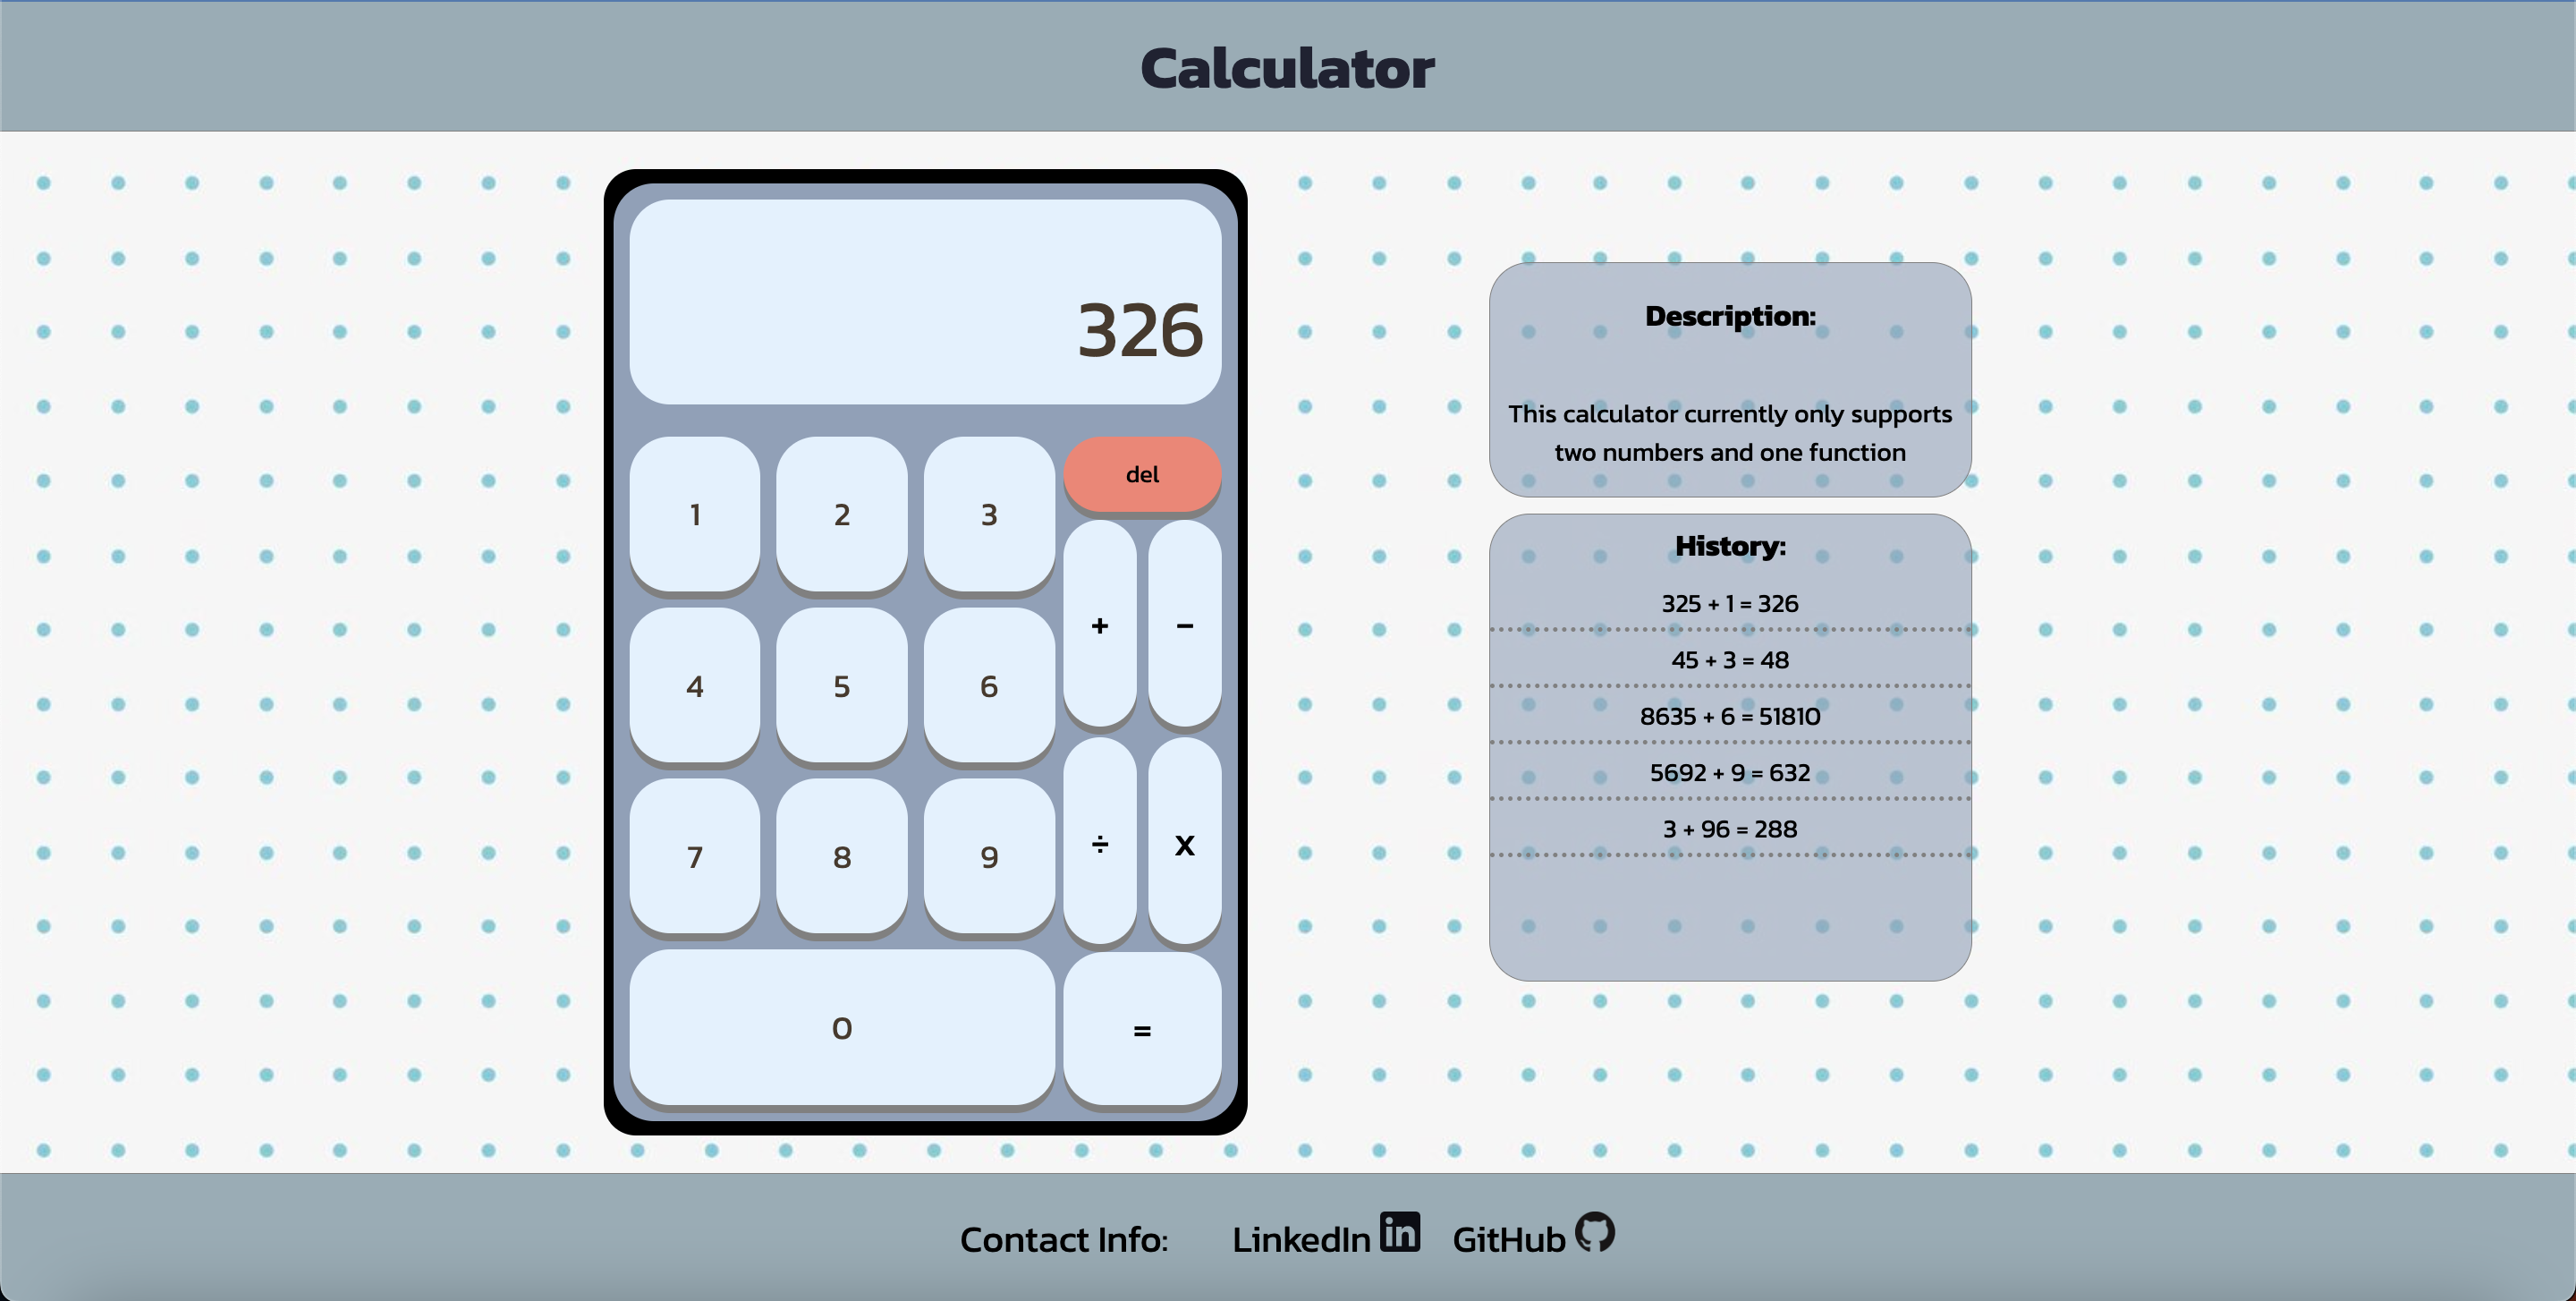 Calculator
326
1
2
3
del
+
−
4
5
6
7
8
9
÷
x
0
=
Description:
This calculator currently only supports
two numbers and one function
History:
325 + 1 = 326
45 + 3 = 48
8635 + 6 = 51810
5692 + 9 = 632
3 + 96 = 288
Contact Info:
LinkedIn in
GitHub